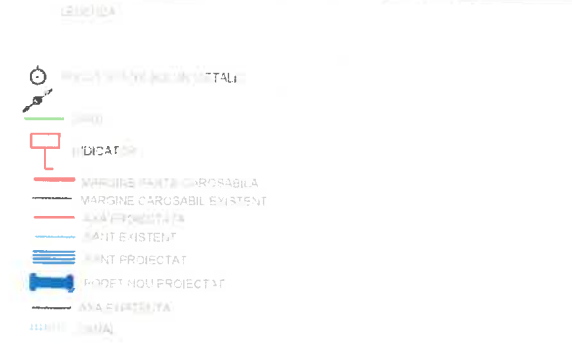 LEGENDA
INDICATOR
MARGINE PARTE CAROSABILA
MARGINE CAROSABIL EXISTENT
AXA PROIECTATA
SANT EXISTENT
SANT PROIECTAT
PODET NOU PROIECTAT
AXA EXISTENTA
CANAL